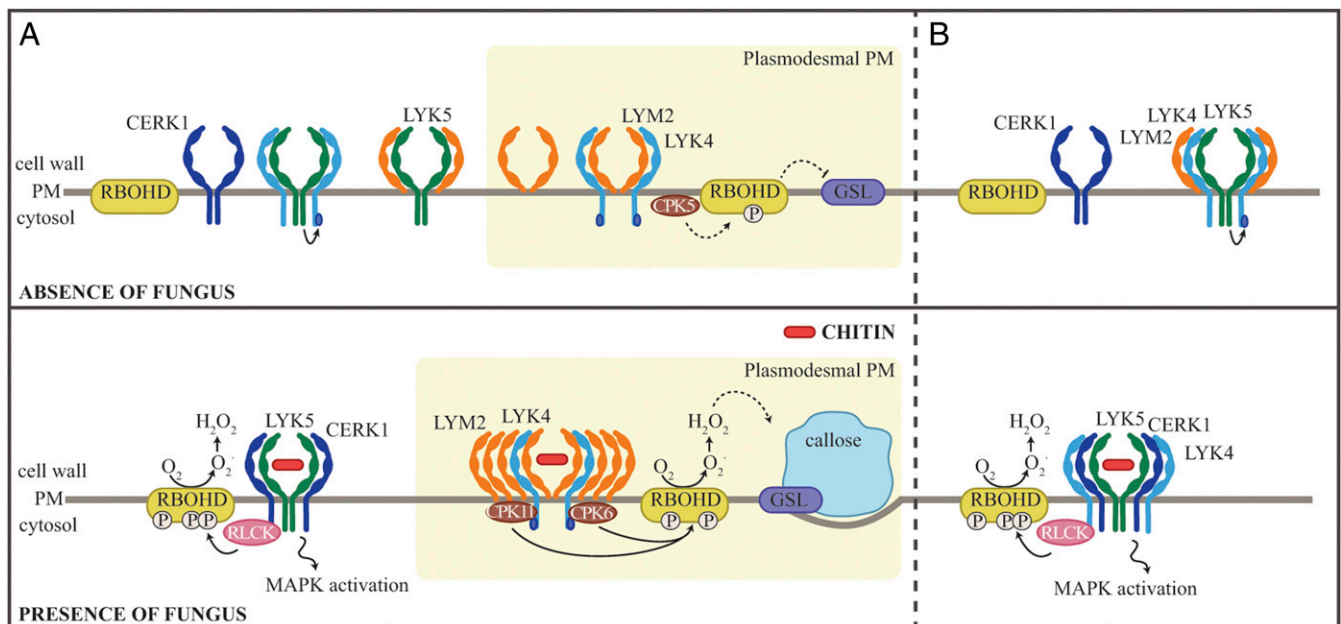 A
Plasmodesmal PM
CERK1
LYK5
LYM2
LYK4
cell wall
PM
cytosol
RBOHD
CPK5
RBOHD
P
GSL
ABSENCE OF FUNGUS
B
CERK1
LYK4
LYK5
LYM2
RBOHD
CHITIN
Plasmodesmal PM
H2O2
LYK5
CERK1
O2
O2·
cell wall
PM
cytosol
RBOHD
P
P
P
RLCK
MAPK activation
LYM2
LYK4
CPK11
CPK6
H2O2
O2
O2·
RBOHD
P
P
GSL
callose
PRESENCE OF FUNGUS
H2O2
LYK5
CERK1
LYK4
O2
O2·
RBOHD
P
P
P
RLCK
MAPK activation